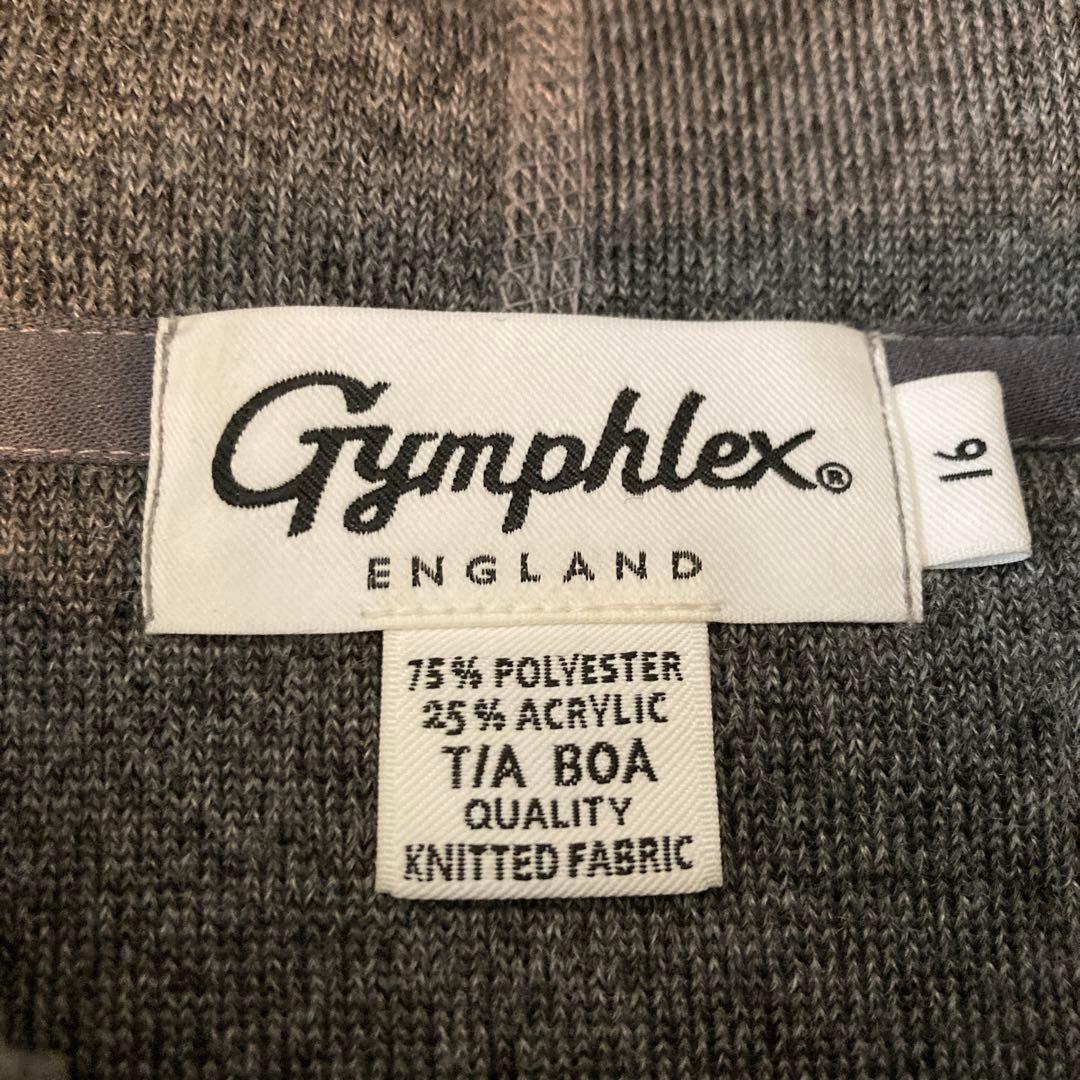 Gymphlex®
ENGLAND
16
75% POLYESTER
25% ACRYLIC
T/A BOA
QUALITY
KNITTED FABRIC